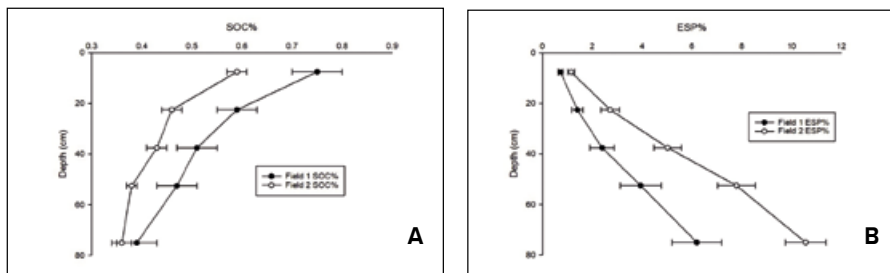 SOC%
0.3 0.4 0.5 0.6 0.7 0.8 0.9
0
20
40
60
80
Depth (cm)
Field 1 SOC%
Field 2 SOC%
A
ESP%
0 2 4 6 8 10 12
0
20
40
60
80
Depth (cm)
Field 1 ESP%
Field 2 ESP%
B